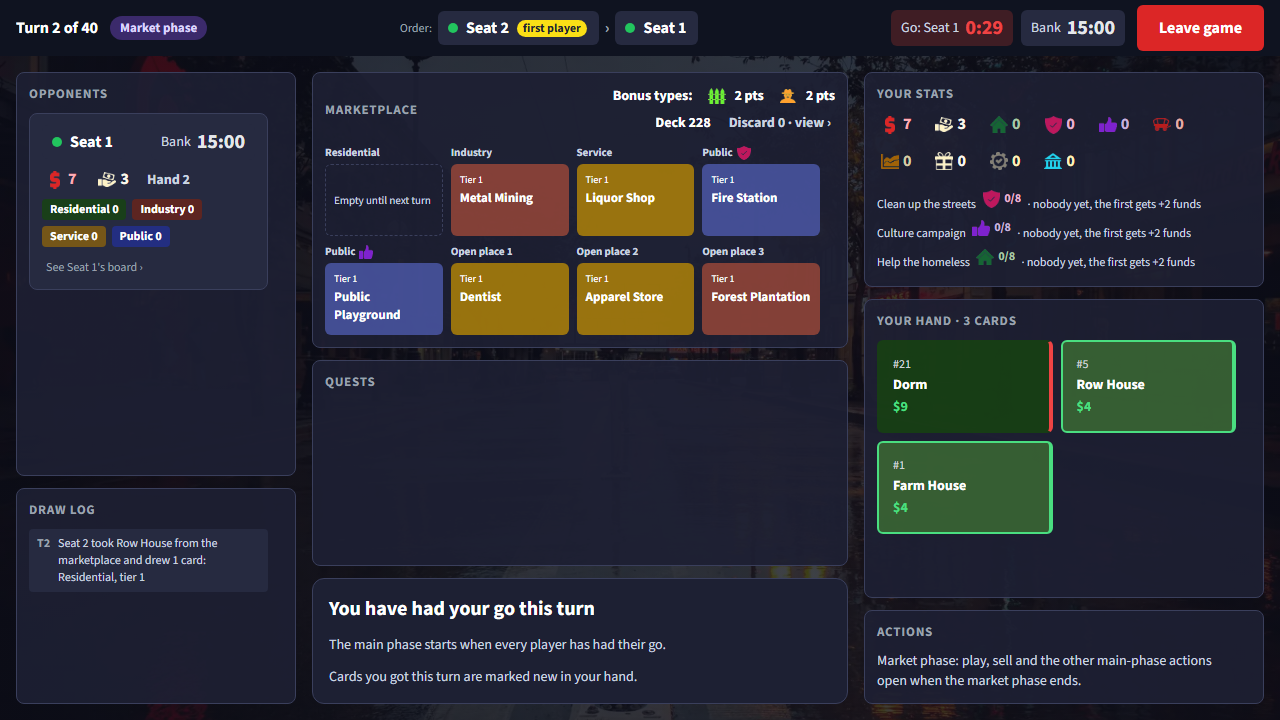 Turn 2 of 40 Market phase
Order: Seat 2 first player › Seat 1
Go: Seat 1 0:29 Bank 15:00 Leave game
OPPONENTS
Seat 1 Bank 15:00
7 3 Hand 2
Residential 0 Industry 0
Service 0 Public 0
See Seat 1's board ›
DRAW LOG
T2 Seat 2 took Row House from the
marketplace and drew 1 card:
Residential, tier 1
MARKETPLACE
Bonus types: 2 pts 2 pts
Deck 228 Discard 0 · view ›
Residential Industry Service Public
Empty until next turn
Tier 1
Metal Mining
Tier 1
Liquor Shop
Tier 1
Fire Station
Public Open place 1 Open place 2 Open place 3
Tier 1
Public
Playground
Tier 1
Dentist
Tier 1
Apparel Store
Tier 1
Forest Plantation
QUESTS
You have had your go this turn
The main phase starts when every player has had their go.
Cards you got this turn are marked new in your hand.
YOUR STATS
7 3 0 0 0 0
0 0 0 0
Clean up the streets 0/8 · nobody yet, the first gets +2 users
Culture campaign 0/8 · nobody yet, the first gets +2 users
Help the homeless 0/8 · nobody yet, the first gets +2 users
YOUR HAND · 3 CARDS
#21
Dorm
$9
#5
Row House
$4
#1
Farm House
$4
ACTIONS
Market phase: play, sell and the other main-phase actions
open when the market phase ends.